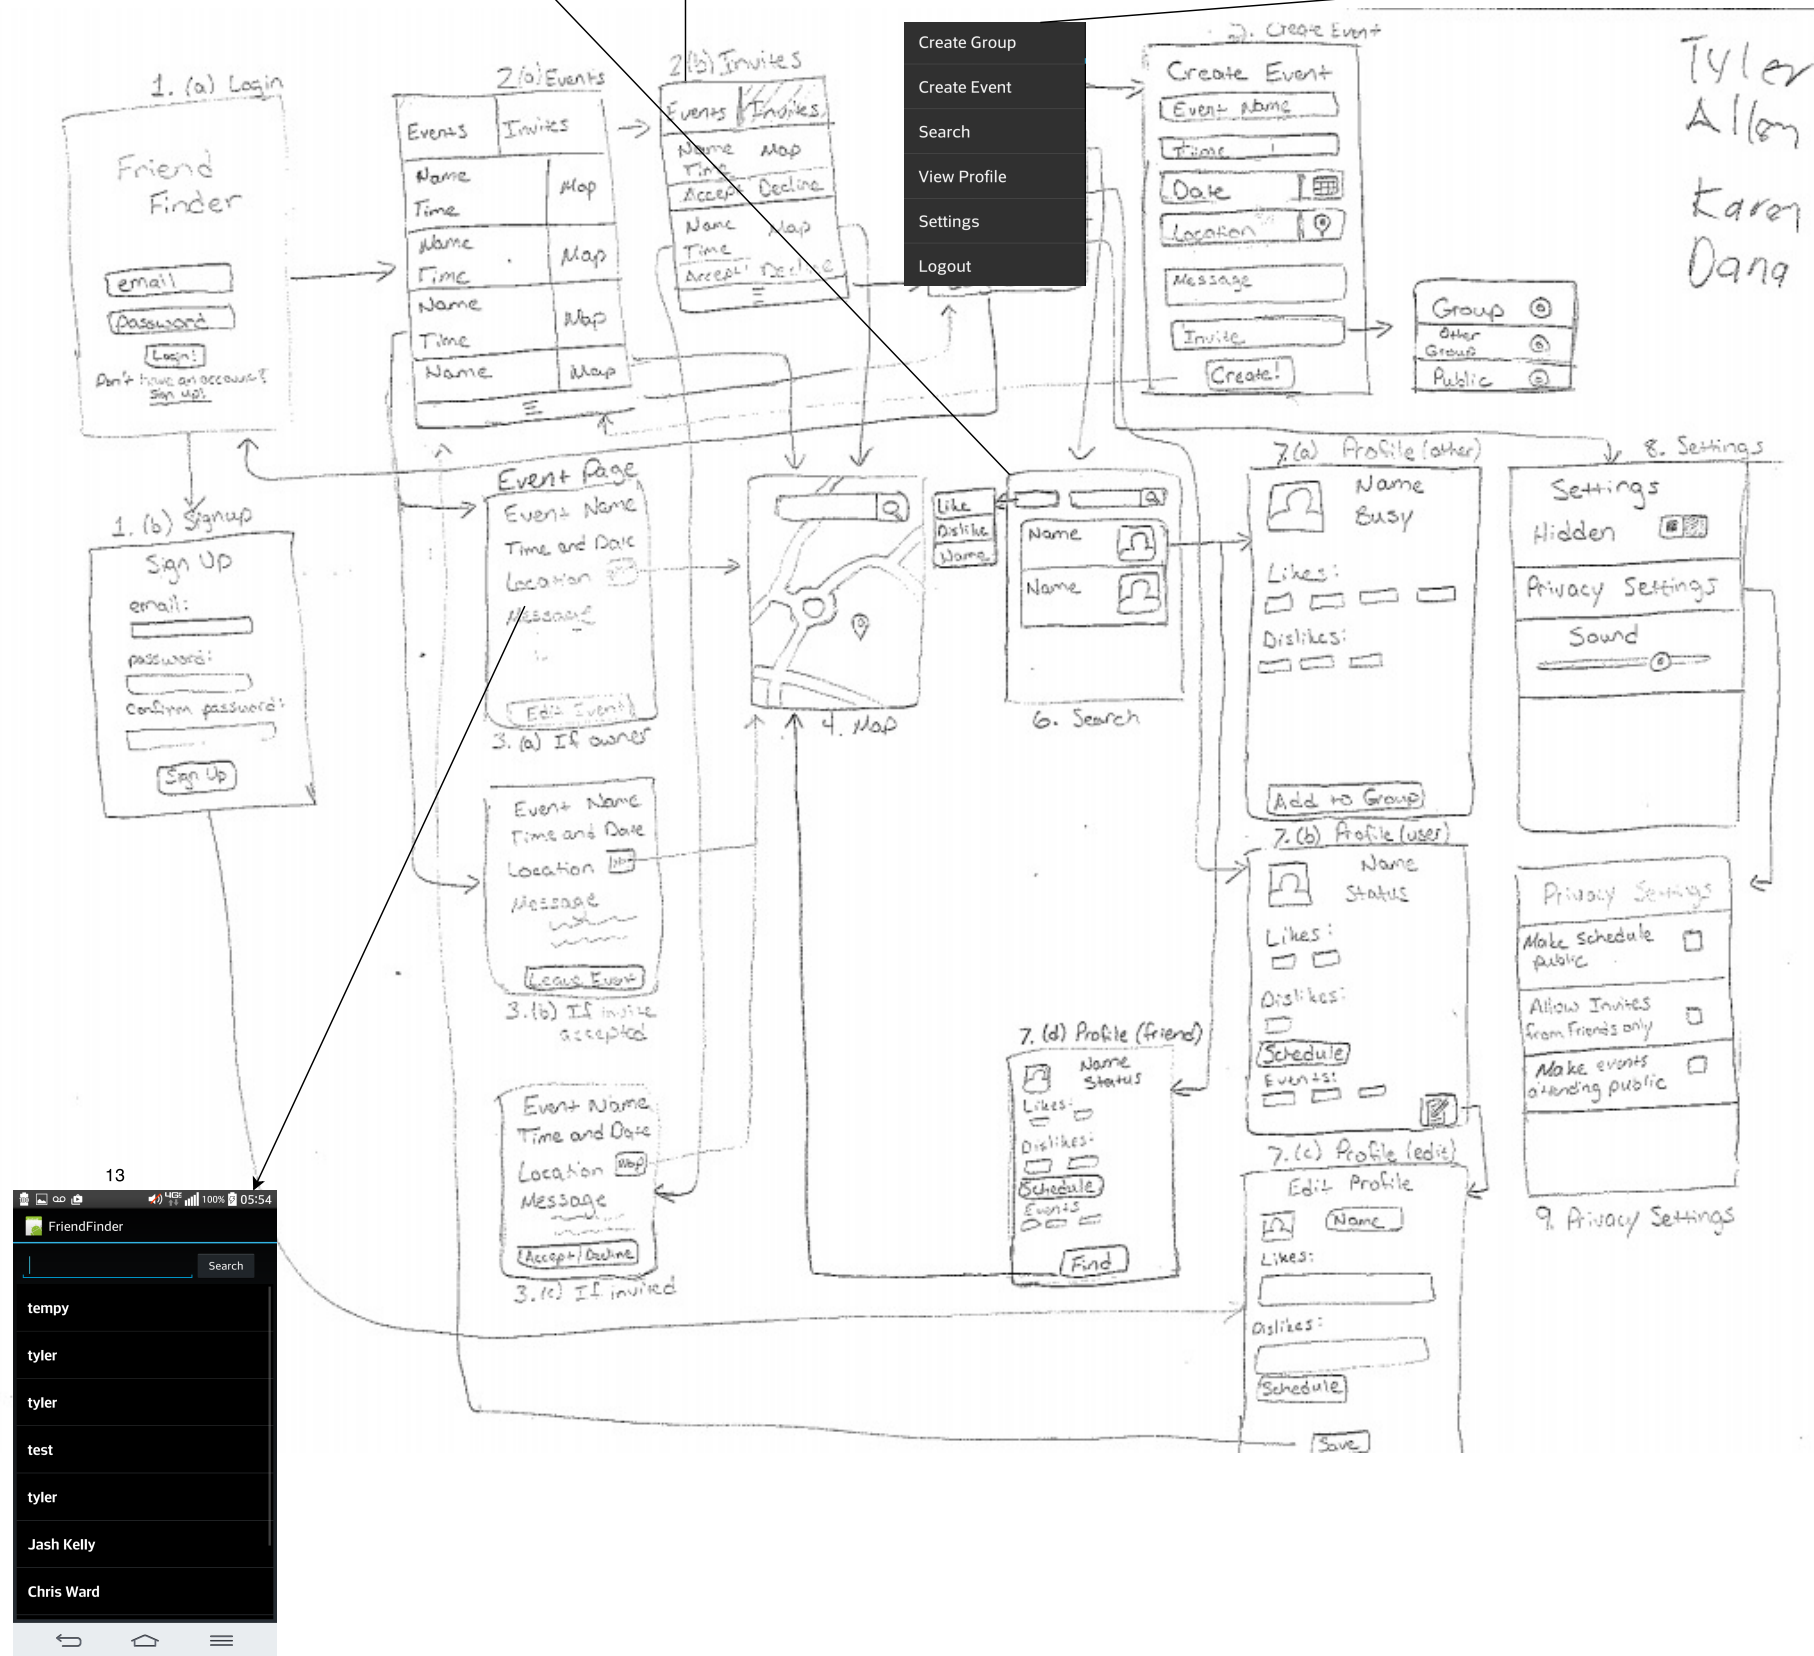 1. (a) Login
Friend
Finder
email
password
Login!
Don't have an account?
Sign up!
2(a) Events
Events Invites
Name
Time
Map
Name
Time
Map
Name
Time
Map
Name
Map
2(b) Invites
Events Invites
Name Map
Time
Accept Decline
Name Map
Time
Accept Decline
Create Group
Create Event
Search
View Profile
Settings
Logout
Create Event
Create Event
Event Name
Time
Date
Location
Message
Invite
Create!
Group
Other
Group
Public
Tyler
Allen
Karen
Dana
1. (b) Signup
Sign Up
email:
password:
Confirm password:
Sign Up
Event Page
Event Name
Time and Date
Location
Message
Edit Event
3. (a) If owner
Event Name
Time and Date
Location
Message
Leave Event
3. (b) If invite
accepted
Event Name
Time and Date
Location Map
Message
Accept Decline
3. (c) If invited
4. Map
Like
Dislike
Name
Name
Name
6. Search
7. (a) Profile (other)
Name
Busy
Likes:
Dislikes:
Add to Group
7. (b) Profile (user)
Name
Status
Likes:
Dislikes:
Schedule
Events:
7. (c) Profile (edit)
Edit Profile
Name
Likes:
Dislikes:
Schedule
Save
7. (d) Profile (friend)
Name
Status
Likes:
Dislikes:
Schedule
Events
Find
8. Settings
Settings
Hidden
Privacy Settings
Sound
Privacy Settings
Make schedule
public
Allow Invites
from Friends only
Make events
attending public
9. Privacy Settings
13
4G 100% 05:54
FriendFinder
Search
tempy
tyler
tyler
test
tyler
Jash Kelly
Chris Ward